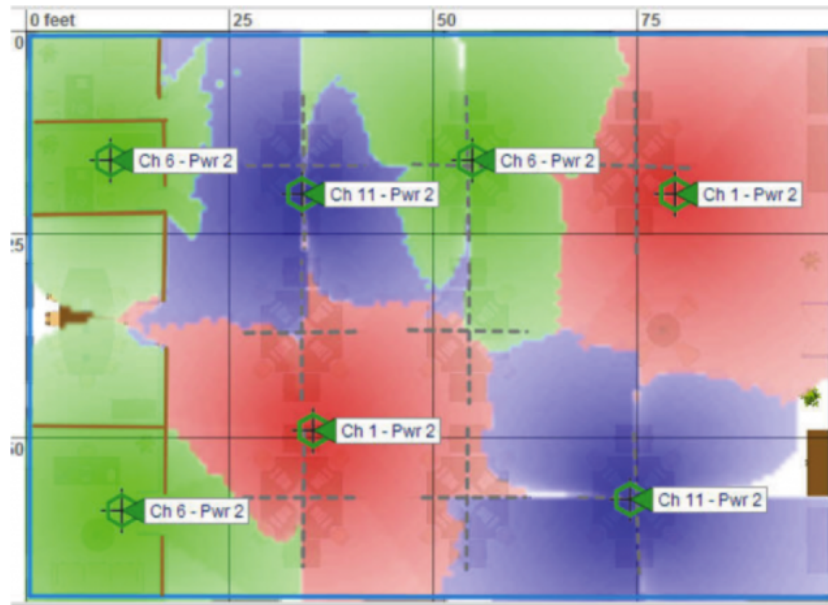 0 feet 25 50 75
0
Ch 6 - Pwr 2 Ch 6 - Pwr 2
Ch 11 - Pwr 2 Ch 1 - Pwr 2
25
Ch 1 - Pwr 2
50
Ch 6 - Pwr 2 Ch 11 - Pwr 2